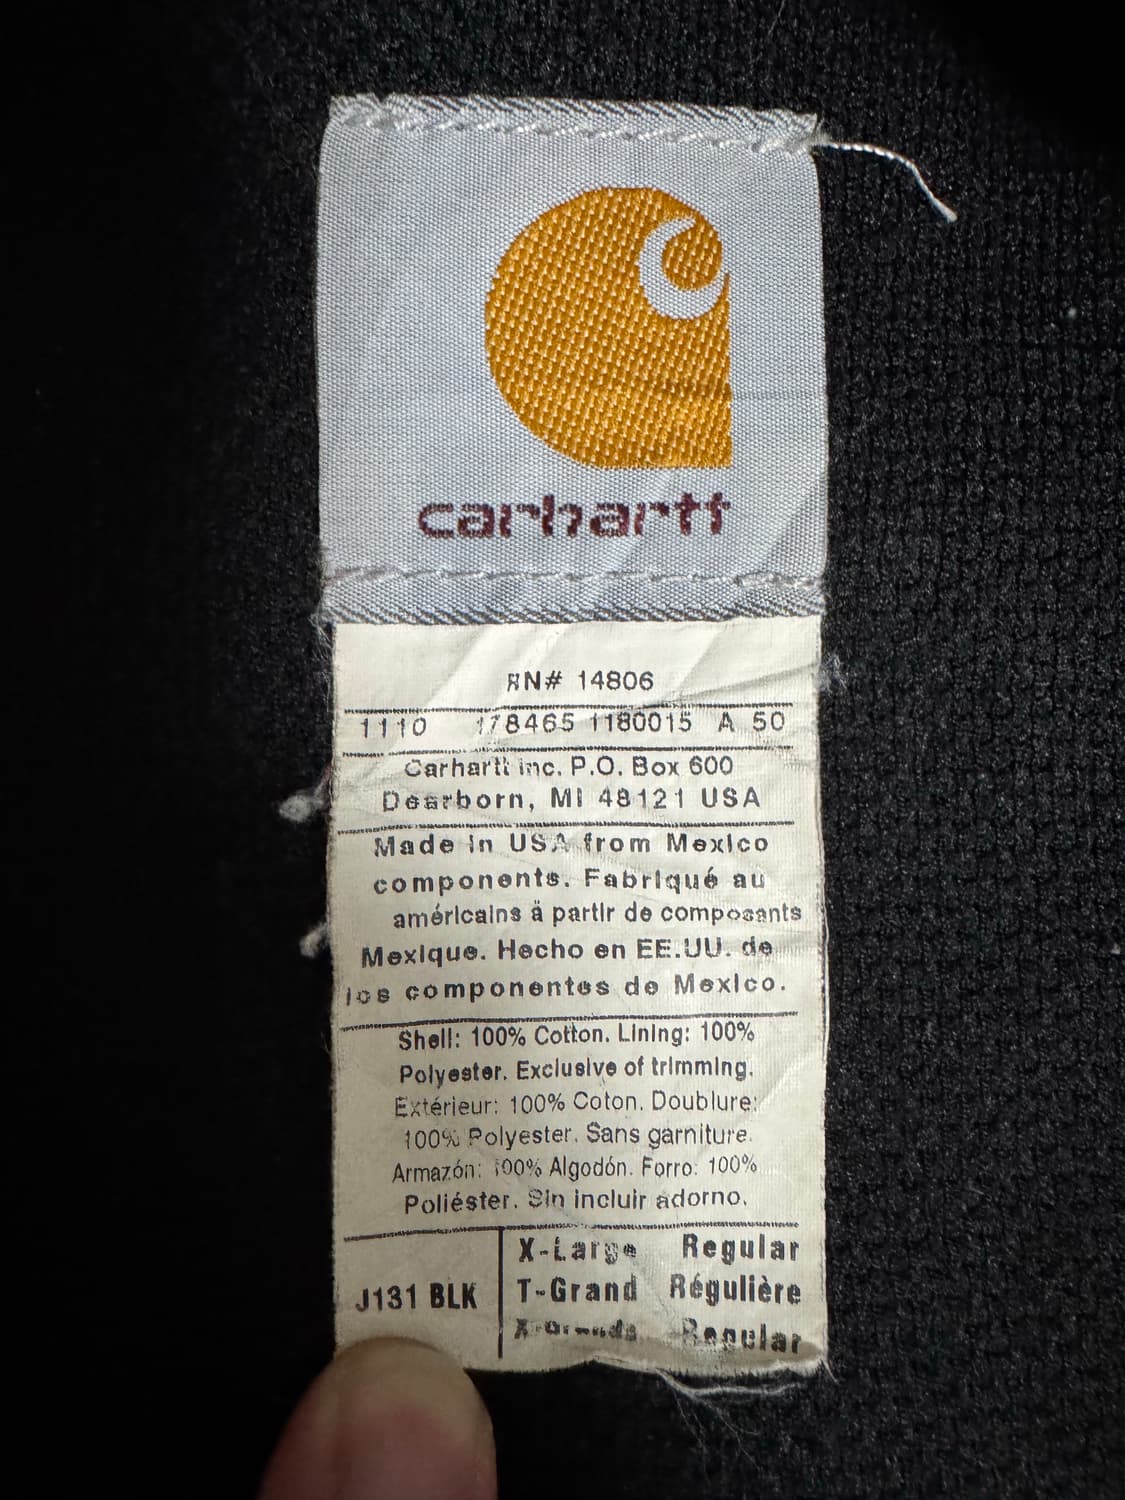 carhartt
RN# 14806
1110 178465 1180015 A 50
Carhartt Inc. P.O. Box 600
Dearborn, MI 48121 USA
Made in USA from Mexico
components. Fabriqué au
américains à partir de composants
Mexique. Hecho en EE.UU. de
los componentes de Mexico.
Shell: 100% Cotton. Lining: 100%
Polyester. Exclusive of trimming.
Extérieur: 100% Coton. Doublure:
100% Polyester. Sans garniture.
Armazón: 100% Algodón. Forro: 100%
Poliéster. Sin incluir adorno.
J131 BLK
X-Large Regular
T-Grand Régulière
X-Grande Regular